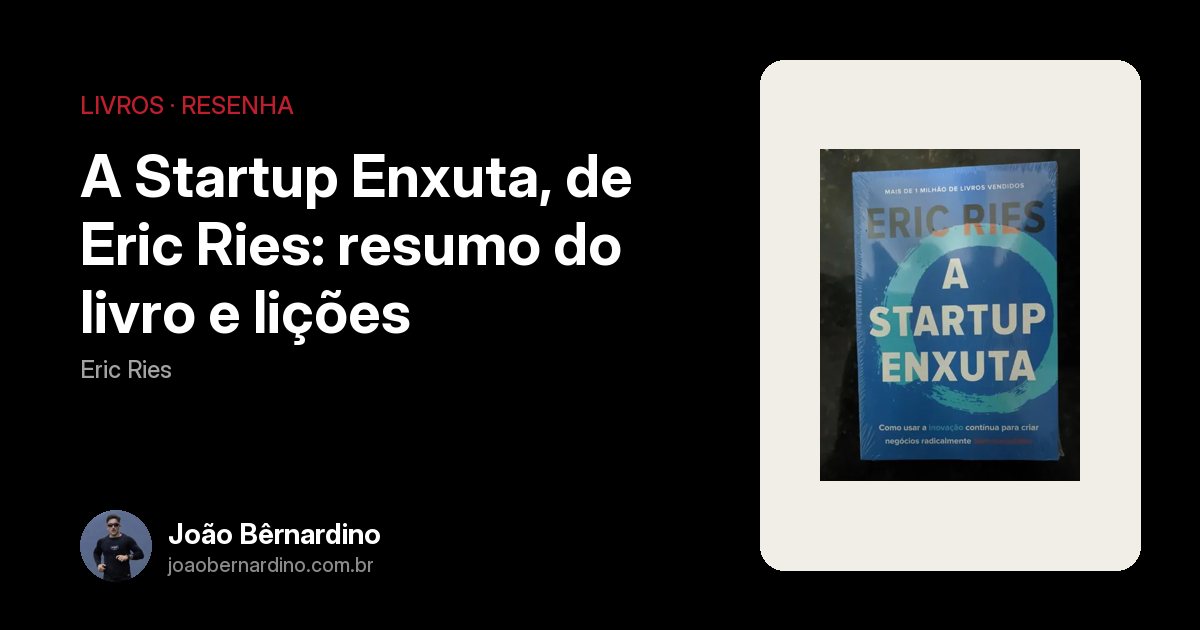 LIVROS · RESENHA
A Startup Enxuta, de
Eric Ries: resumo do
livro e lições
Eric Ries
João Bêrnardino
joaobernardino.com.br
MAIS DE 1 MILHÃO DE LIVROS VENDIDOS
ERIC RIES
A
STARTUP
ENXUTA
Como usar a inovação contínua para criar
negócios radicalmente